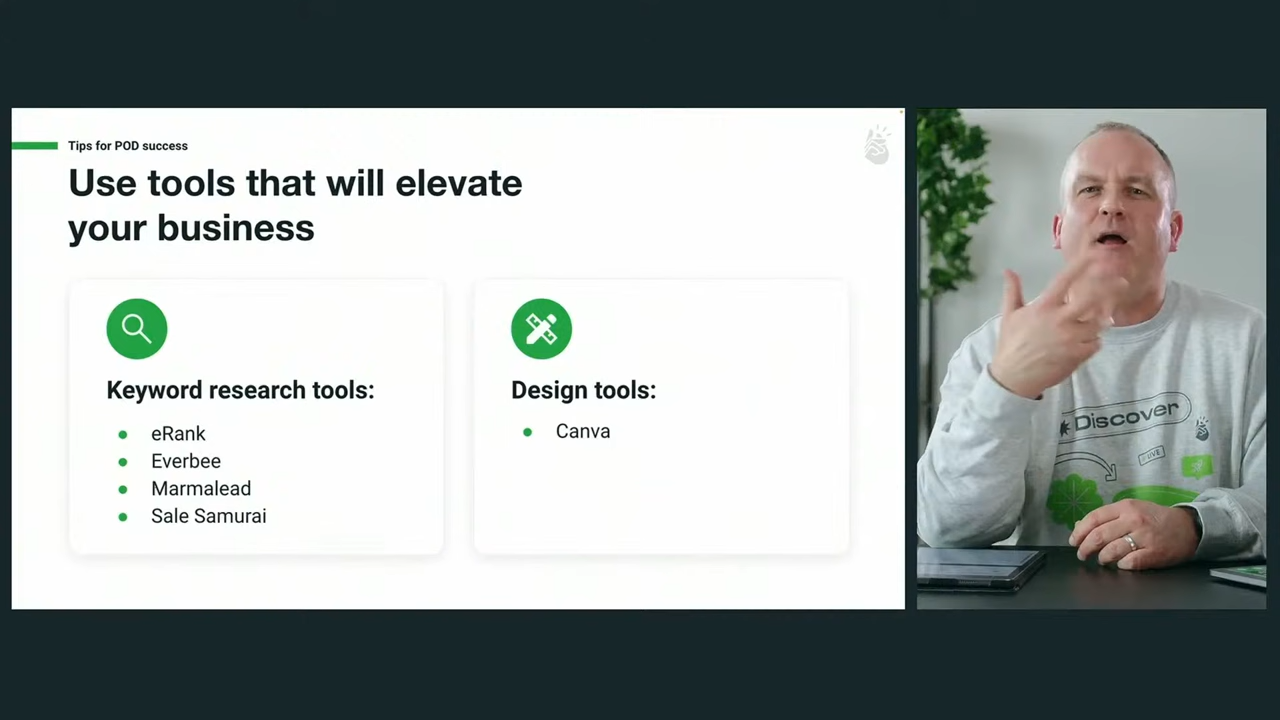 Tips for POD success
Use tools that will elevate
your business
Keyword research tools:
eRank
Everbee
Marmalead
Sale Samurai
Design tools:
Canva
Discover
LIVE